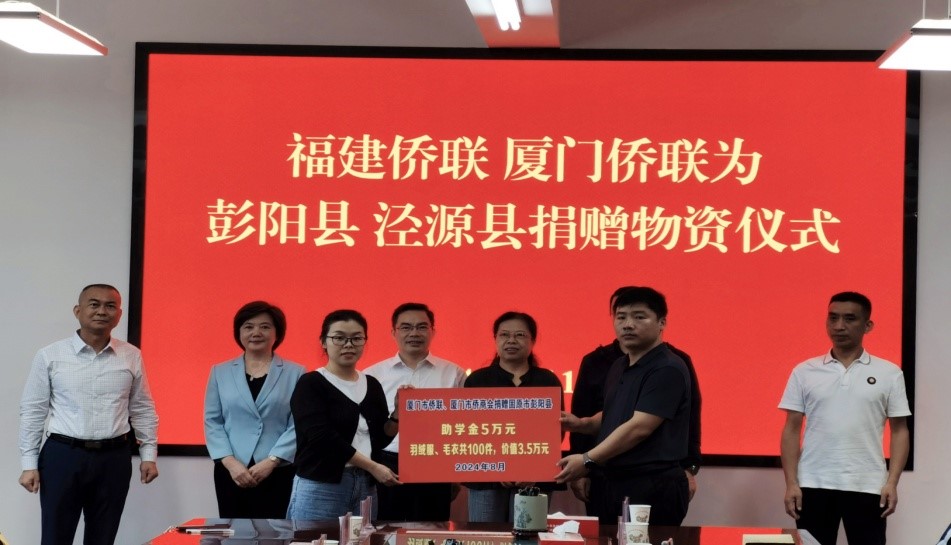 福建侨联 厦门侨联为
彭阳县 泾源县捐赠物资仪式
厦门市侨联、厦门市侨商会捐赠固原市彭阳县
助学金5万元
羽绒服、毛衣共100件，价值3.5万元
2024年8月